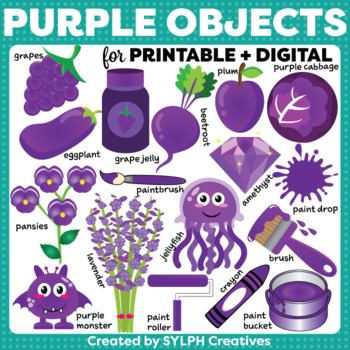 PURPLE OBJECTS
for PRINTABLE + DIGITAL
grapes
plum
purple cabbage
eggplant
grape jelly
beetroot
amethyst
paint drop
paintbrush
pansies
lavender
jellyfish
brush
crayon
purple
monster
paint
roller
paint
bucket
Created by SYLPH Creatives